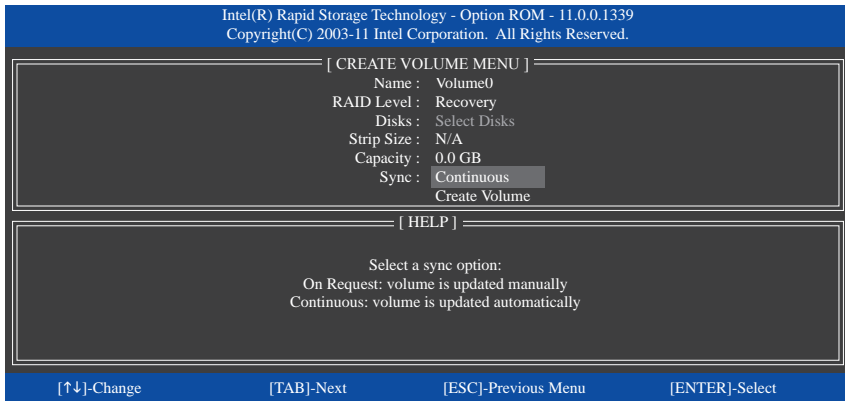 Intel(R) Rapid Storage Technology - Option ROM - 11.0.0.1339
Copyright(C) 2003-11 Intel Corporation. All Rights Reserved.
[ CREATE VOLUME MENU ]
Name : Volume0
RAID Level : Recovery
Disks : Select Disks
Strip Size : N/A
Capacity : 0.0 GB
Sync : Continuous
Create Volume
[ HELP ]
Select a sync option:
On Request: volume is updated manually
Continuous: volume is updated automatically
[↑↓]-Change [TAB]-Next [ESC]-Previous Menu [ENTER]-Select